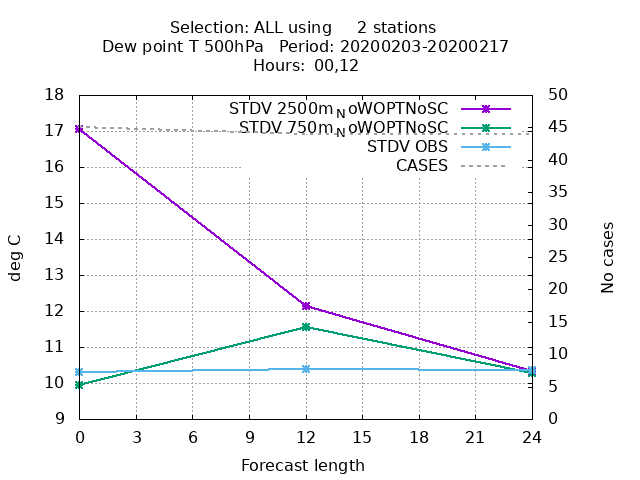 Selection: ALL using 2 stations
Dew point T 500hPa Period: 20200203-20200217
Hours: 00,12
STDV 2500m_NoWOPTNoSC
STDV 750m_NoWOPTNoSC
STDV OBS
CASES
18
17
16
15
14
13
12
11
10
9
deg C
50
45
40
35
30
25
20
15
10
5
0
No cases
0 3 6 9 12 15 18 21 24
Forecast length